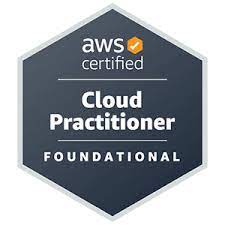 aws
certified
Cloud
Practitioner
FOUNDATIONAL